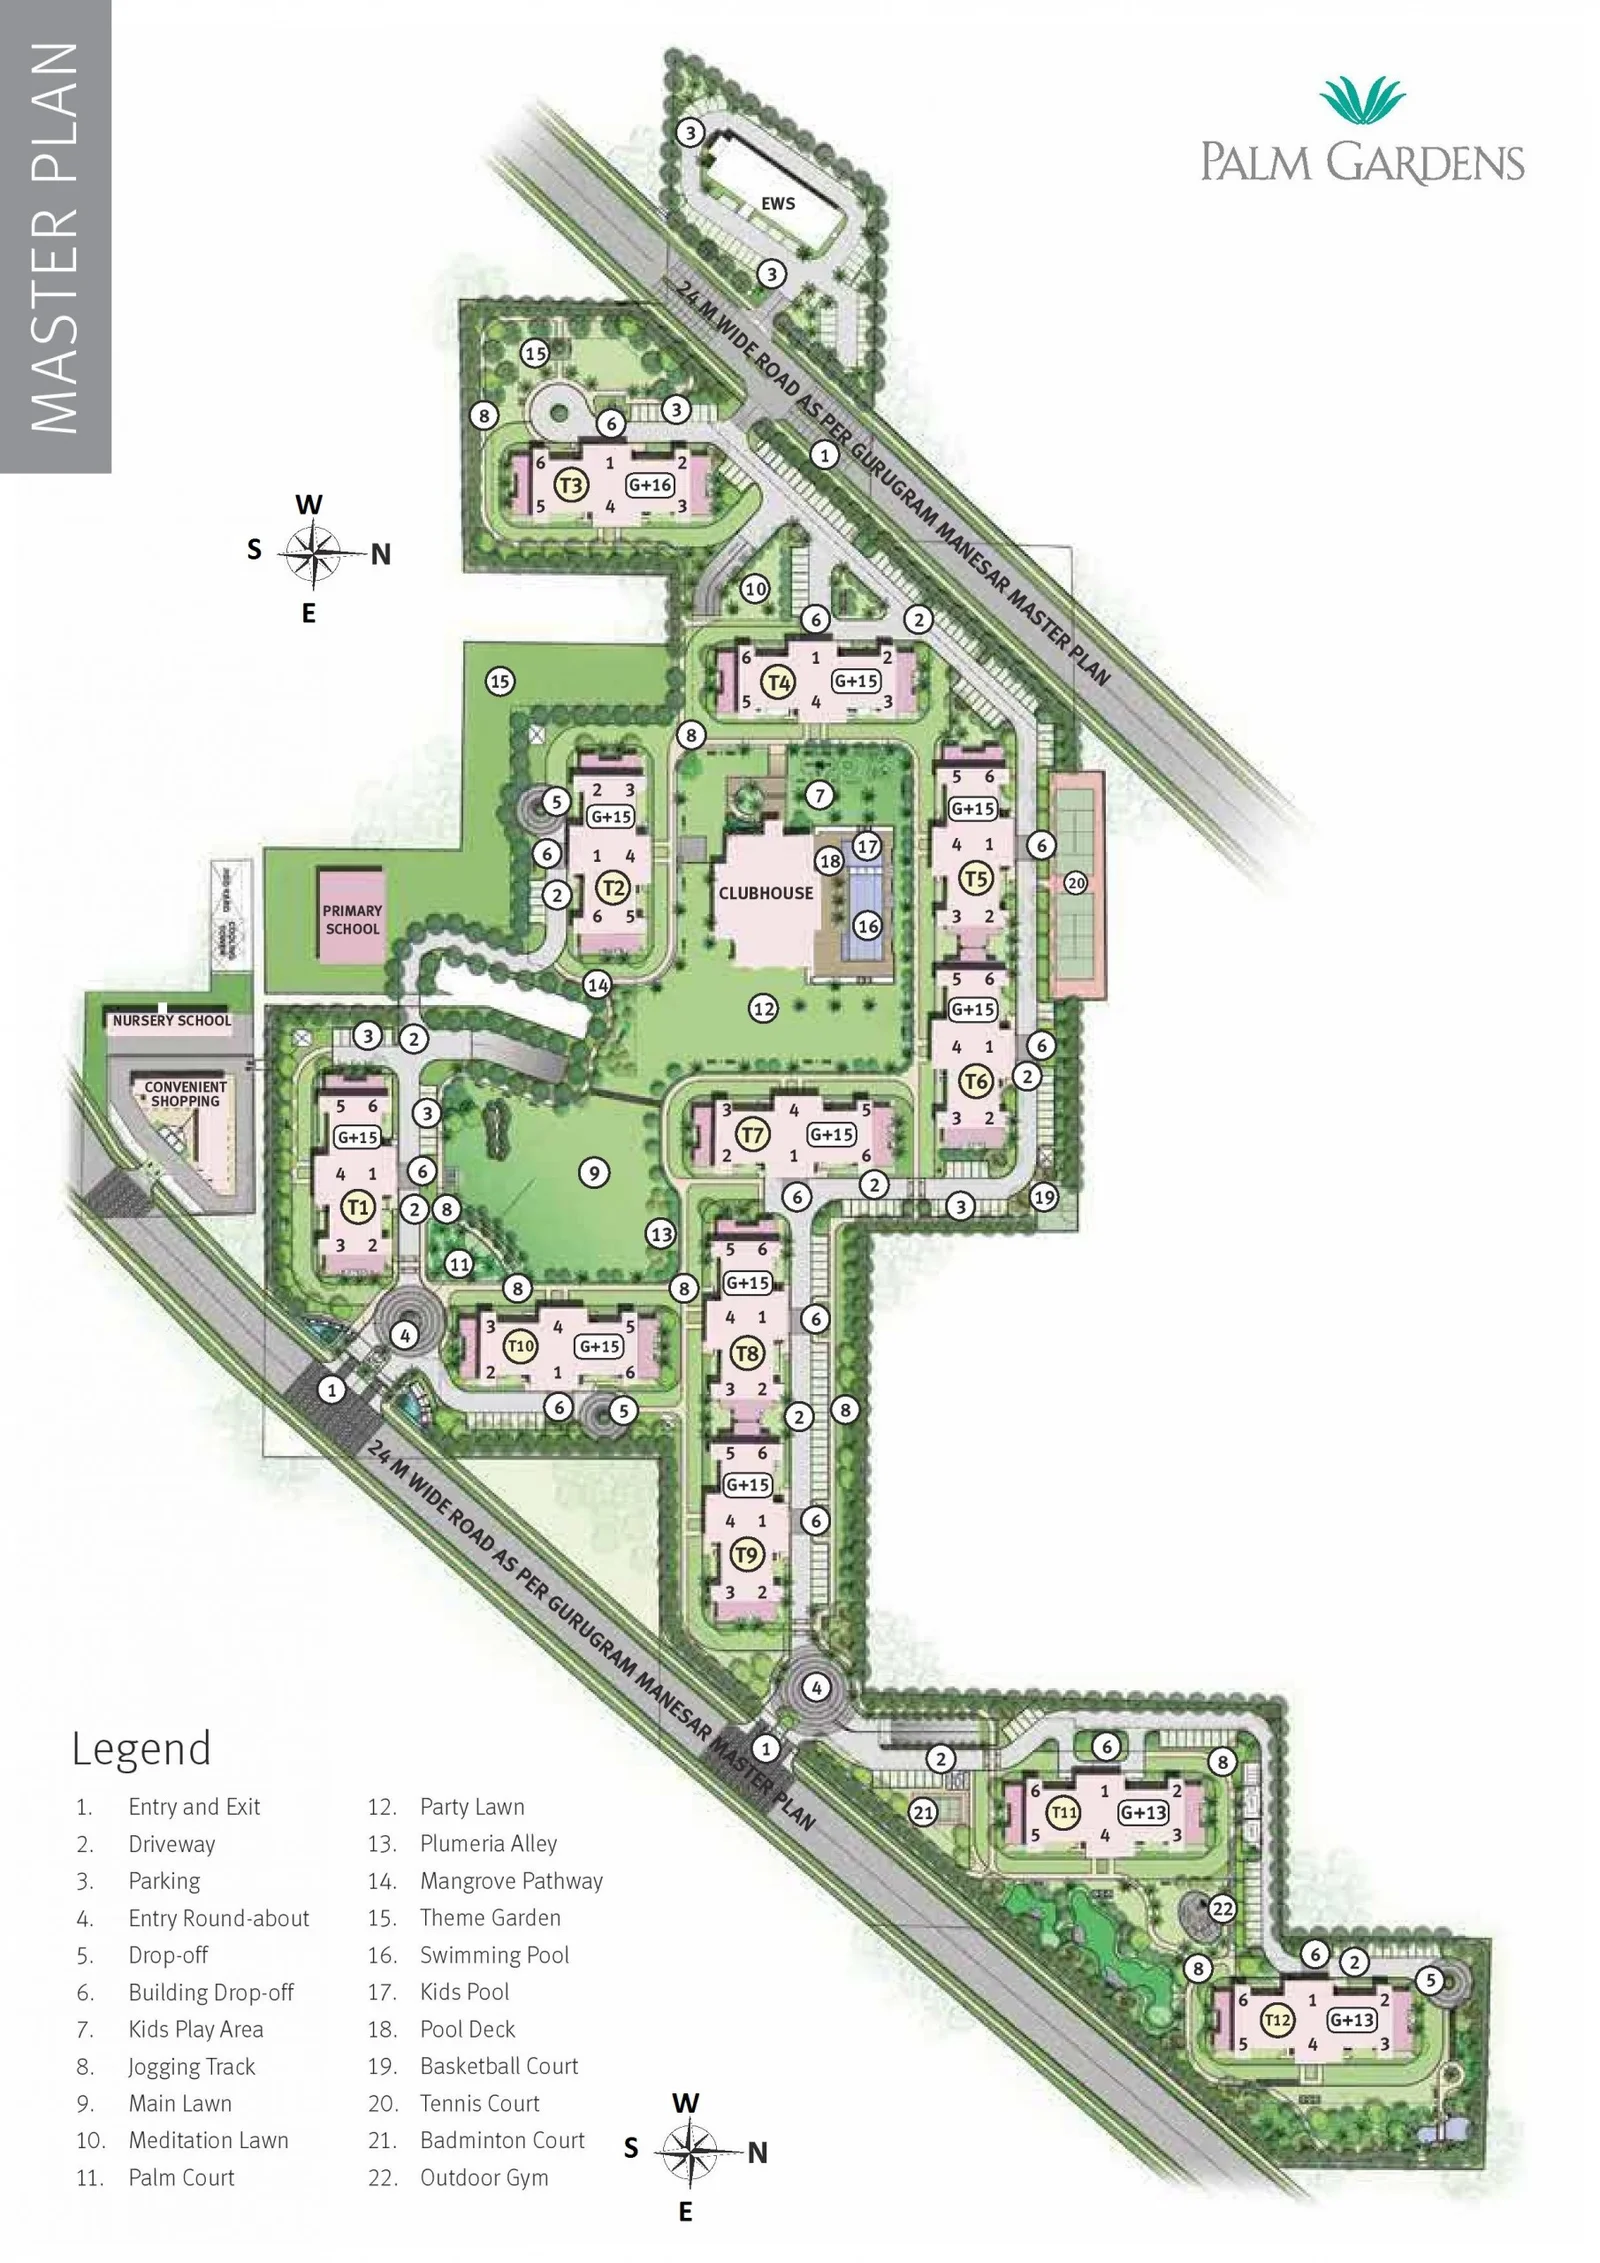 MASTER PLAN
PALM GARDENS
3
EWS
3
24 M WIDE ROAD AS PER GURUGRAM MANESAR MASTER PLAN
15
8
6
3
1
6 1 2
T3 G+16
5 4 3
W
S N
E
10
6
2
6 1 2
T4 G+15
5 4 3
15
8
2 3
G+15
1 4
T2
6 5
5
6
2
7
17
18
CLUBHOUSE
16
5 6
G+15
4 1
T5
3 2
6
20
PRIMARY
SCHOOL
14
12
5 6
G+15
4 1
T6
3 2
6
2
NURSERY SCHOOL
CONVENIENT
SHOPPING
3
2
5 6
G+15
4 1
T1
3 2
3
6
2
8
9
11
13
3 4 5
T7 G+15
2 1 6
6
2
3
19
8
8
5 6
G+15
4 1
T8
3 2
6
4
1
3 4 5
T10 G+15
2 1 6
6
5
2
8
5 6
G+15
4 1
T9
3 2
6
24 M WIDE ROAD AS PER GURUGRAM MANESAR MASTER PLAN
4
1
2
6
8
21
6 1 2
T11 G+13
5 4 3
22
8
6
2
5
6 1 2
T12 G+13
5 4 3
Legend
1. Entry and Exit
2. Driveway
3. Parking
4. Entry Round-about
5. Drop-off
6. Building Drop-off
7. Kids Play Area
8. Jogging Track
9. Main Lawn
10. Meditation Lawn
11. Palm Court
12. Party Lawn
13. Plumeria Alley
14. Mangrove Pathway
15. Theme Garden
16. Swimming Pool
17. Kids Pool
18. Pool Deck
19. Basketball Court
20. Tennis Court
21. Badminton Court
22. Outdoor Gym
W
S N
E